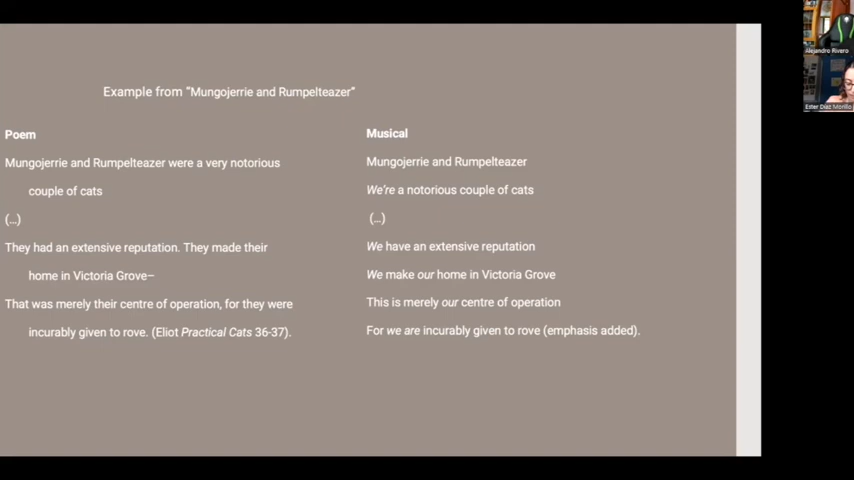 Example from “Mungojerrie and Rumpelteazer”
Poem
Mungojerrie and Rumpelteazer were a very notorious
couple of cats
(...)
They had an extensive reputation. They made their
home in Victoria Grove–
That was merely their centre of operation, for they were
incurably given to rove. (Eliot Practical Cats 36-37).
Musical
Mungojerrie and Rumpelteazer
We’re a notorious couple of cats
(...)
We have an extensive reputation
We make our home in Victoria Grove
This is merely our centre of operation
For we are incurably given to rove (emphasis added).
Alejandro Rivero
Ester Díaz Morillo